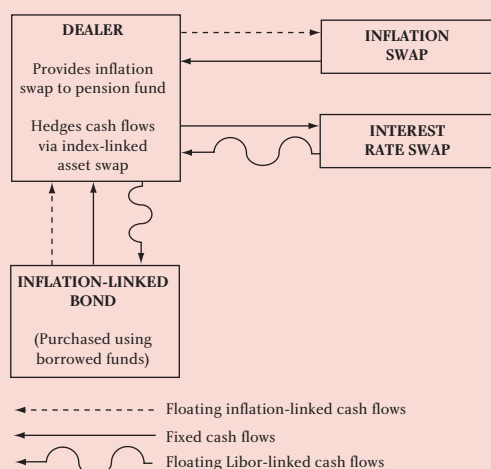 DEALER
Provides inflation
swap to pension fund
Hedges cash flows
via index-linked
asset swap
INFLATION
SWAP
INTEREST
RATE SWAP
INFLATION-LINKED
BOND
(Purchased using
borrowed funds)
Floating inflation-linked cash flows
Fixed cash flows
Floating Libor-linked cash flows